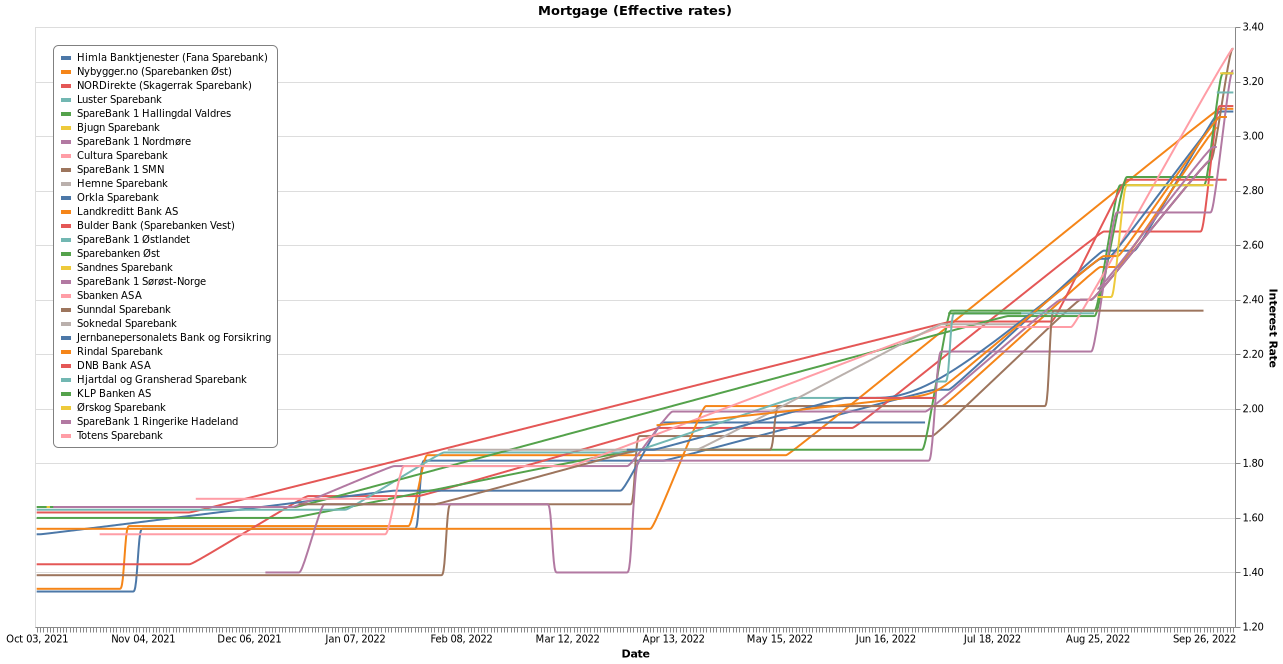 Mortgage (Effective rates)
Himla Banktjenester (Fana Sparebank)
Nybygger.no (Sparebanken Øst)
NORDirekte (Skagerrak Sparebank)
Luster Sparebank
SpareBank 1 Hallingdal Valdres
Bjugn Sparebank
SpareBank 1 Nordmøre
Cultura Sparebank
SpareBank 1 SMN
Hemne Sparebank
Orkla Sparebank
Landkreditt Bank AS
Bulder Bank (Sparebanken Vest)
SpareBank 1 Østlandet
Sparebanken Øst
Sandnes Sparebank
SpareBank 1 Sørøst-Norge
Sbanken ASA
Sunndal Sparebank
Soknedal Sparebank
Jernbanepersonalets Bank og Forsikring
Rindal Sparebank
DNB Bank ASA
Hjartdal og Gransherad Sparebank
KLP Banken AS
Ørskog Sparebank
SpareBank 1 Ringerike Hadeland
Totens Sparebank
3.40
3.20
3.00
2.80
2.60
2.40
2.20
2.00
1.80
1.60
1.40
1.20
Interest Rate
Oct 03, 2021 Nov 04, 2021 Dec 06, 2021 Jan 07, 2022 Feb 08, 2022 Mar 12, 2022 Apr 13, 2022 May 15, 2022 Jun 16, 2022 Jul 18, 2022 Aug 25, 2022 Sep 26, 2022
Date